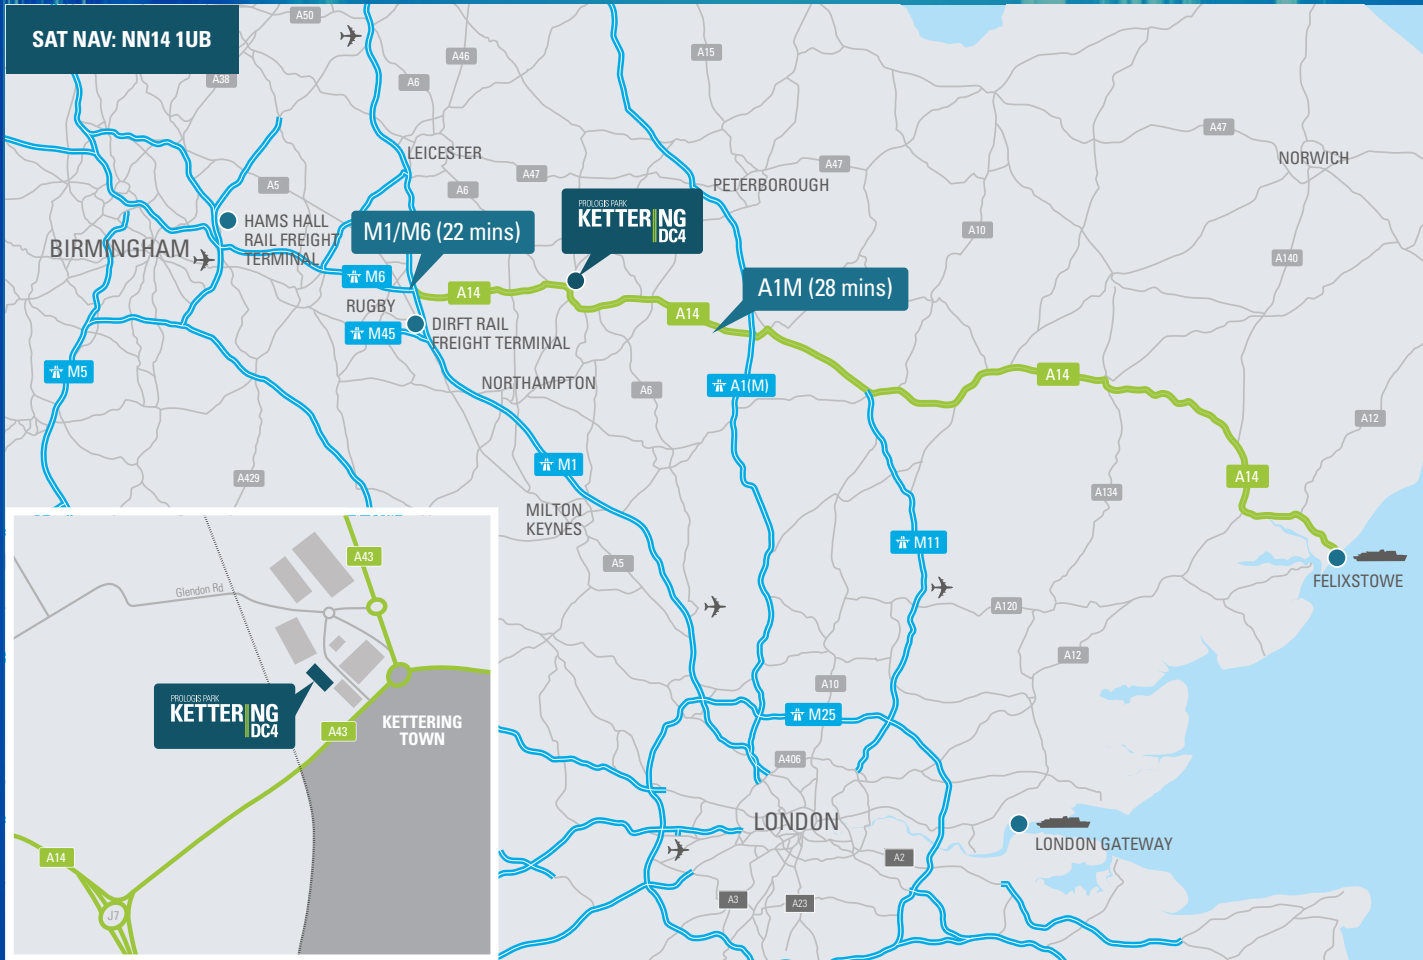 SAT NAV: NN14 1UB
A50
A46
A15
A38
A6
A47
NORWICH
LEICESTER
A47
A47
A5
A6
PETERBOROUGH
PROLOGIS PARK
KETTERING
DC4
HAMS HALL
RAIL FREIGHT
TERMINAL
M1/M6 (22 mins)
A10
BIRMINGHAM
A140
M6
A14
A1M (28 mins)
RUGBY
A14
DIRFT RAIL
FREIGHT TERMINAL
M45
M5
A14
NORTHAMPTON
A6
A1(M)
A12
M1
A429
A14
A134
MILTON
KEYNES
M11
A5
FELIXSTOWE
A120
A12
A10
M25
A406
LONDON
LONDON GATEWAY
A2
A3
A23
A43
Glendon Rd
PROLOGIS PARK
KETTERING
DC4
A43
KETTERING
TOWN
A14
J7